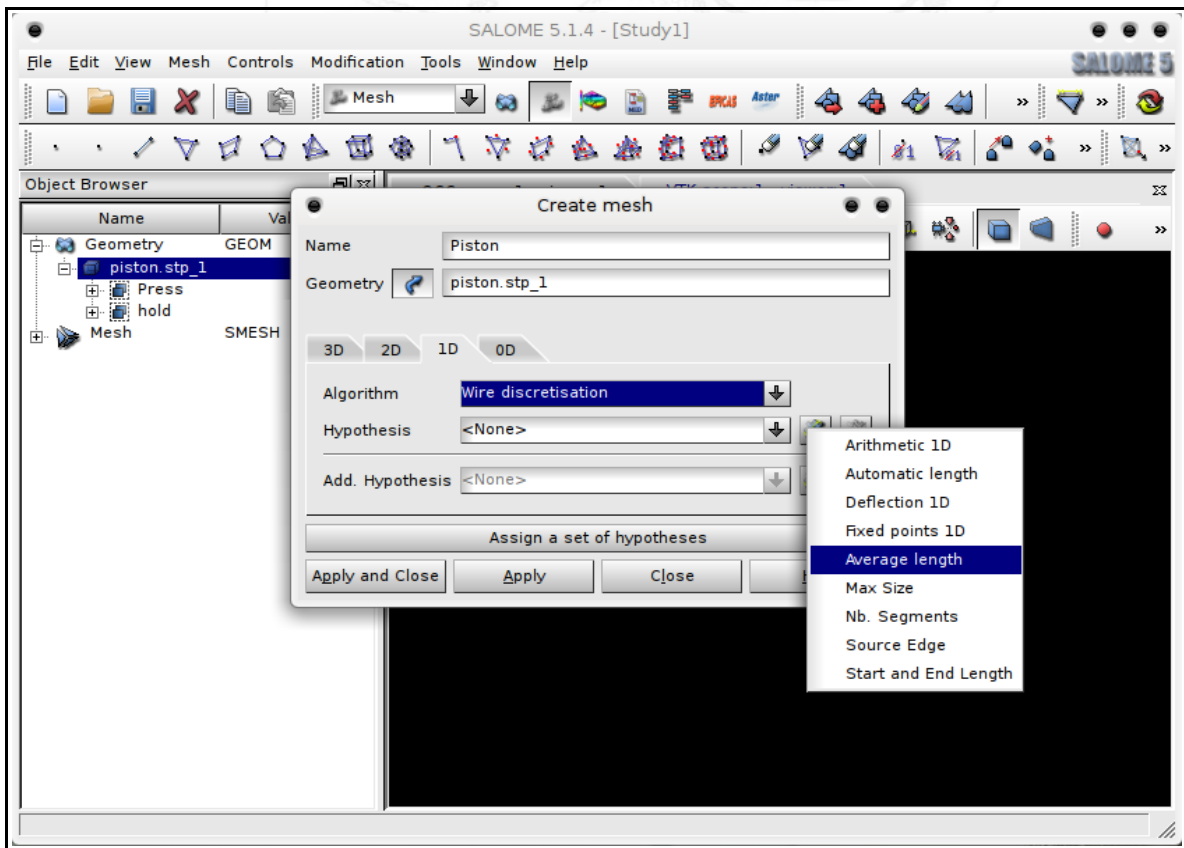 SALOME 5.1.4 - [Study1]
File Edit View Mesh Controls Modification Tools Window Help
SALOME 5
Mesh
MED
EFICAS
Aster
»
»
»
»
Object Browser
Name
Geometry GEOM
piston.stp_1
Press
hold
Mesh SMESH
»
Create mesh
Name Piston
Geometry piston.stp_1
3D 2D 1D 0D
Algorithm Wire discretisation
Hypothesis <None>
Add. Hypothesis <None>
Assign a set of hypotheses
Apply and Close Apply Close
Arithmetic 1D
Automatic length
Deflection 1D
Fixed points 1D
Average length
Max Size
Nb. Segments
Source Edge
Start and End Length